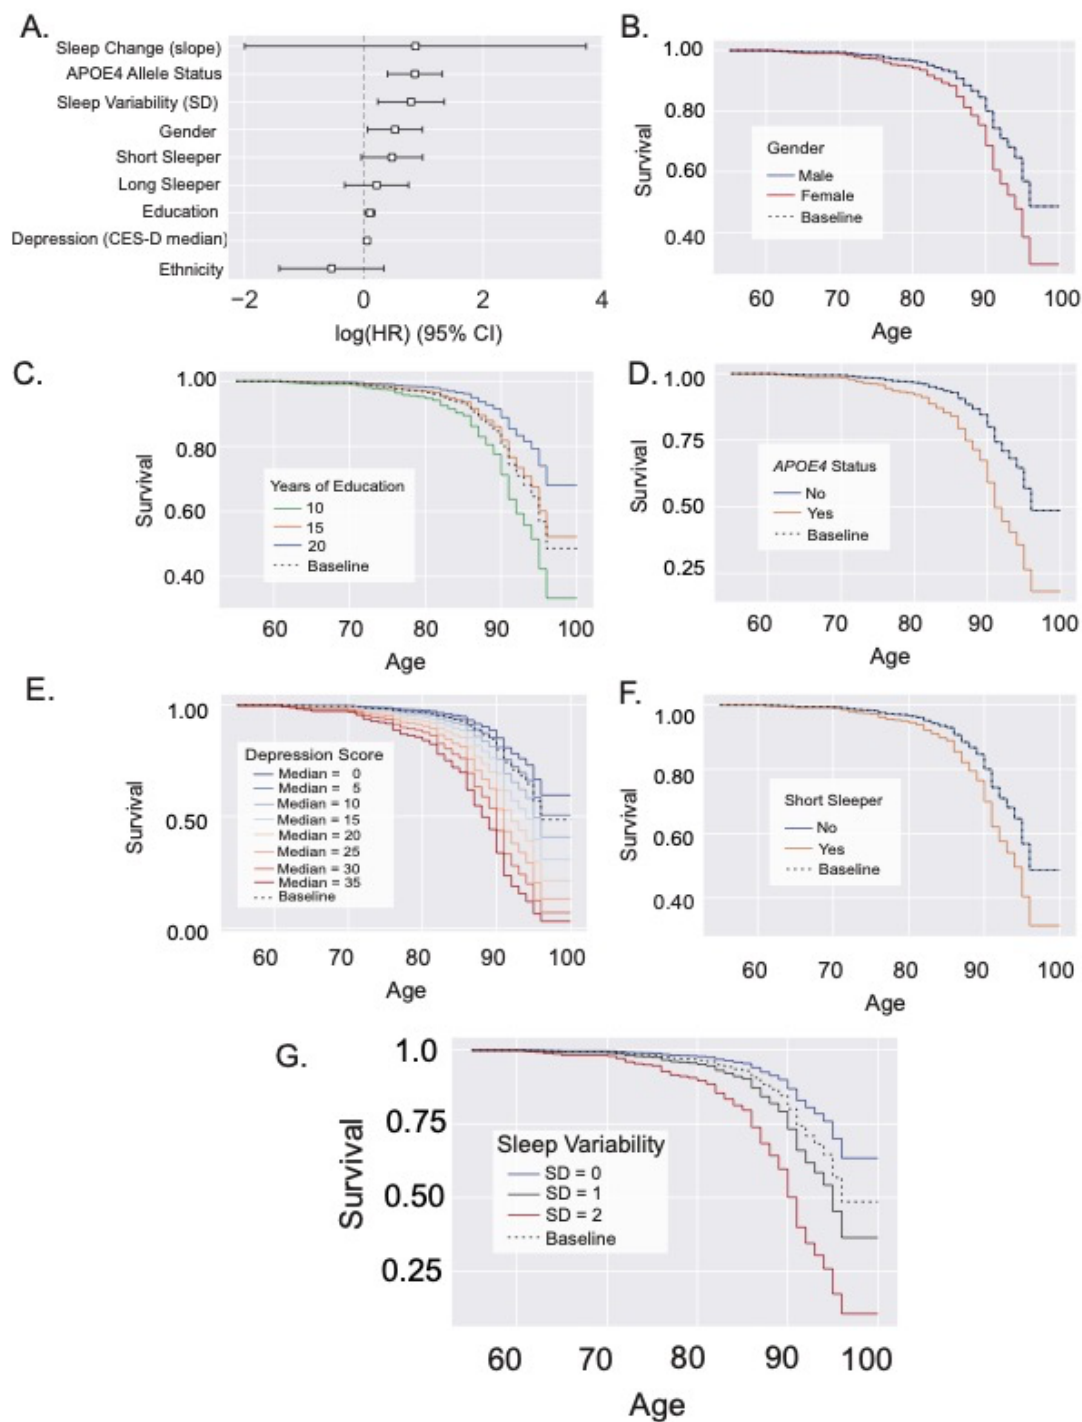 A.
Sleep Change (slope)
APOE4 Allele Status
Sleep Variability (SD)
Gender
Short Sleeper
Long Sleeper
Education
Depression (CES-D median)
Ethnicity
−2 0 2 4
log(HR) (95% CI)
B.
1.00
0.80
0.60
0.40
Survival
Gender
Male
Female
Baseline
60 70 80 90 100
Age
C.
1.00
0.80
0.60
0.40
Survival
Years of Education
10
15
20
Baseline
60 70 80 90 100
Age
D.
1.00
0.75
0.50
0.25
Survival
APOE4 Status
No
Yes
Baseline
60 70 80 90 100
Age
E.
1.00
0.50
0.00
Survival
Depression Score
Median = 0
Median = 5
Median = 10
Median = 15
Median = 20
Median = 25
Median = 30
Median = 35
Baseline
60 70 80 90 100
Age
F.
1.00
0.80
0.60
0.40
Survival
Short Sleeper
No
Yes
Baseline
60 70 80 90 100
Age
G.
1.0
0.75
0.50
0.25
Survival
Sleep Variability
SD = 0
SD = 1
SD = 2
Baseline
60 70 80 90 100
Age